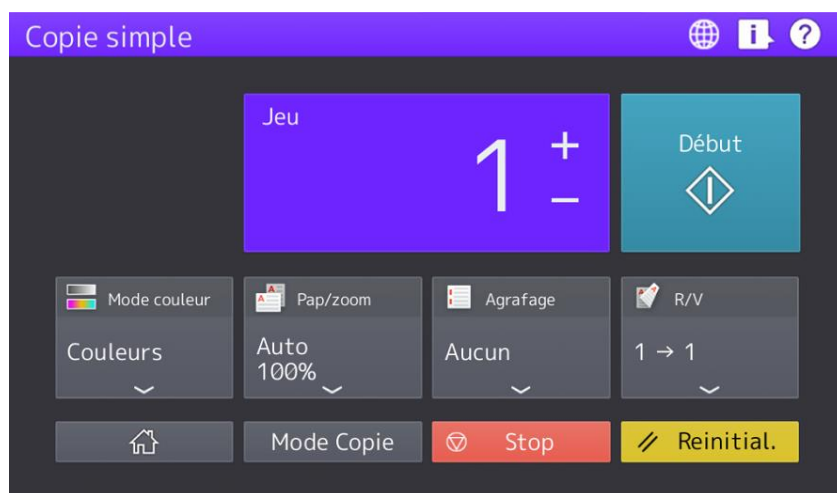 Copie simple
Jeu
1
+
−
Début
Mode couleur
Couleurs
Pap/zoom
Auto
100%
Agrafage
Aucun
R/V
1 → 1
Mode Copie
Stop
Reinitial.